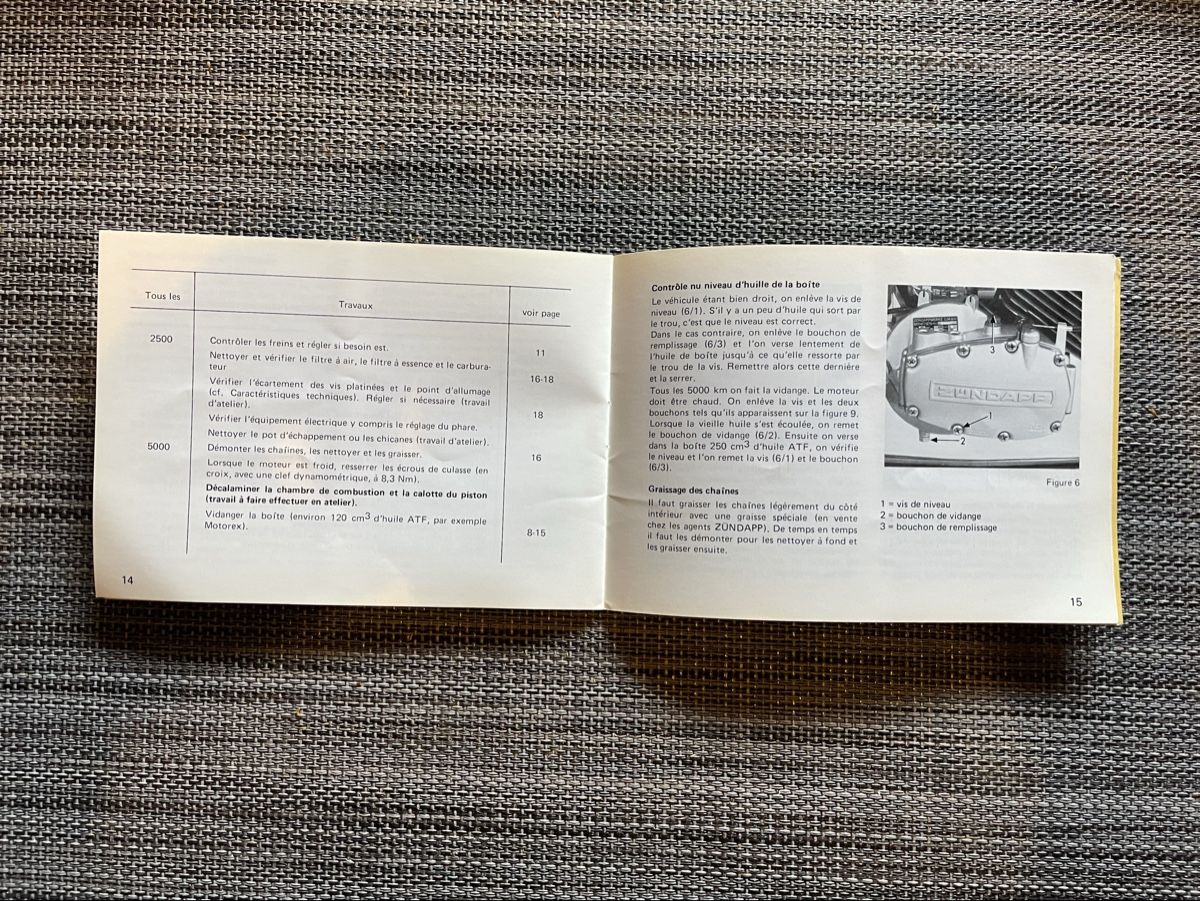 Tous les
Travaux
voir page
2500
Contrôler les freins et régler si besoin est.
11
Nettoyer et vérifier le filtre à air, le filtre à essence et le carbura-
teur
16-18
Vérifier l'écartement des vis platinées et le point d'allumage
(cf. Caractéristiques techniques). Régler si nécessaire (travail
d'atelier).
18
Vérifier l'équipement électrique y compris le réglage du phare.
Nettoyer le pot d'échappement ou les chicanes (travail d'atelier).
5000
Démonter les chaînes, les nettoyer et les graisser.
16
Lorsque le moteur est froid, resserrer les écrous de culasse (en
croix, avec une clef dynamométrique, à 8,3 Nm).
Décalaminer la chambre de combustion et la calotte du piston
(travail à faire effectuer en atelier).
Vidanger la boîte (environ 120 cm3 d'huile ATF, par exemple
Motorex).
8-15
14
Contrôle nu niveau d'huille de la boîte
Le véhicule étant bien droit, on enlève la vis de
niveau (6/1). S'il y a un peu d'huile qui sort par
le trou, c'est que le niveau est correct.
Dans le cas contraire, on enlève le bouchon de
remplissage (6/3) et l'on verse lentement de
l'huile de boîte jusqu'à ce qu'elle ressorte par
le trou de la vis. Remettre alors cette dernière
et la serrer.
Tous les 5000 km on fait la vidange. Le moteur
doit être chaud. On enlève la vis et les deux
bouchons tels qu'ils apparaissent sur la figure 9.
Lorsque la vieille huile s'est écoulée, on remet
le bouchon de vidange (6/2). Ensuite on verse
dans la boîte 250 cm3 d'huile ATF, on vérifie
le niveau et l'on remet la vis (6/1) et le bouchon
(6/3).
Graissage des chaînes
Il faut graisser les chaînes légèrement du côté
intérieur avec une graisse spéciale (en vente
chez les agents ZÜNDAPP). De temps en temps
il faut les démonter pour les nettoyer à fond et
les graisser ensuite.
3
ZÜNDAPP
1
2
Figure 6
1 = vis de niveau
2 = bouchon de vidange
3 = bouchon de remplissage
15